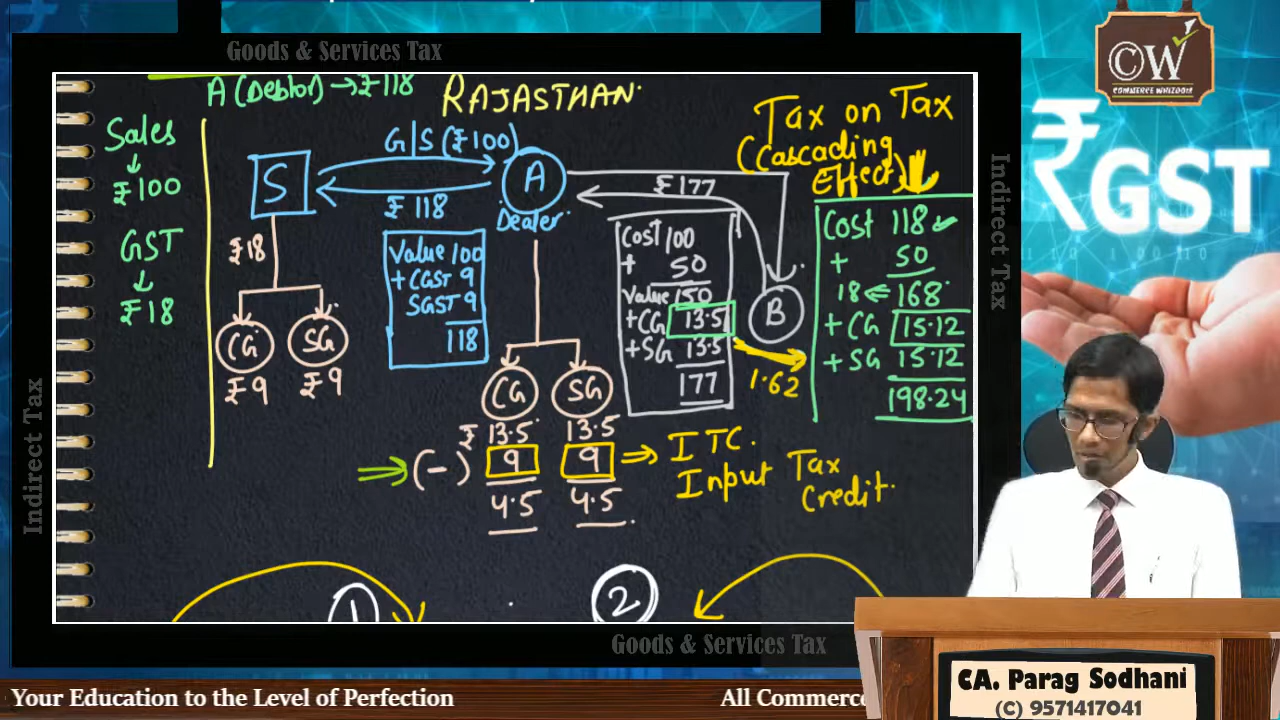 Goods & Services Tax
A (Debtor) → ₹118
RAJASTHAN
Sales
↓
₹100
GST
↓
₹18
S
G|S (₹100)
₹118
A
Dealer
Value 100
+ CGST 9
SGST 9
118
₹18
CG
SG
₹9
₹9
₹177
Cost 100
+ 50
Value 150
+CG 13.5
+SG 13.5
177
B
1.62
Tax on Tax
(Cascading
Effect)
Cost 118
+ 50
18 ⇐ 168
+ CG 15.12
+ SG 15.12
198.24
CG
SG
₹ 13.5
13.5
⇒ (-) 9
9 ⇒ ITC.
4.5
4.5
Input Tax
Credit.
1
2
Indirect Tax
Indirect Tax
Goods & Services Tax
CW
COMMERCE WHIZDOM
₹GST
CA. Parag Sodhani
(C) 9571417041
Your Education to the Level of Perfection
All Commerce